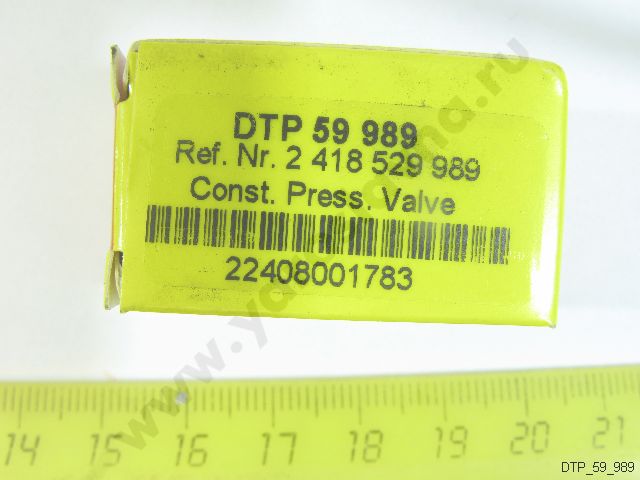 DTP 59 989
Ref. Nr. 2 418 529 989
Const. Press. Valve
22408001783
14 15 16 17 18 19 20 21
DTP_59_989